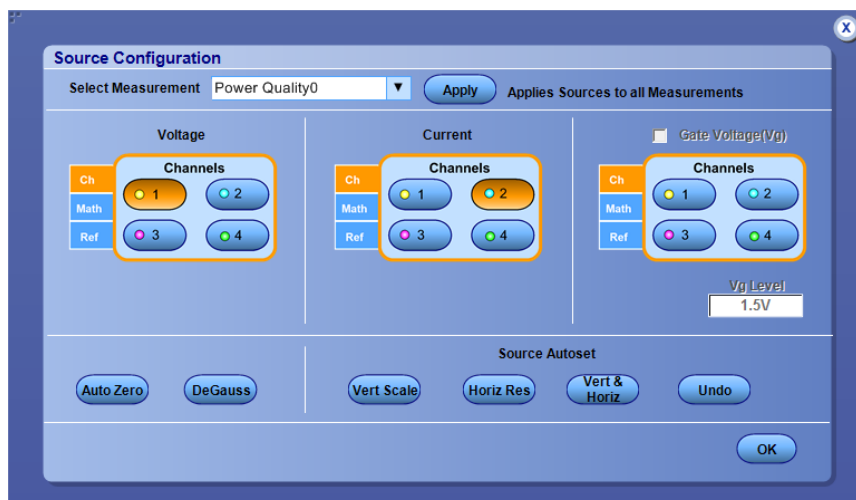 X
Source Configuration
Select Measurement Power Quality0 Apply Applies Sources to all Measurements
Voltage Current Gate Voltage(Vg)
Channels Channels Channels
Ch 1 2 Ch 1 2 Ch 1 2
Math Math Math
Ref 3 4 Ref 3 4 Ref 3 4
Vg Level
1.5V
Source Autoset
Auto Zero DeGauss Vert Scale Horiz Res Vert &
Horiz Undo
OK